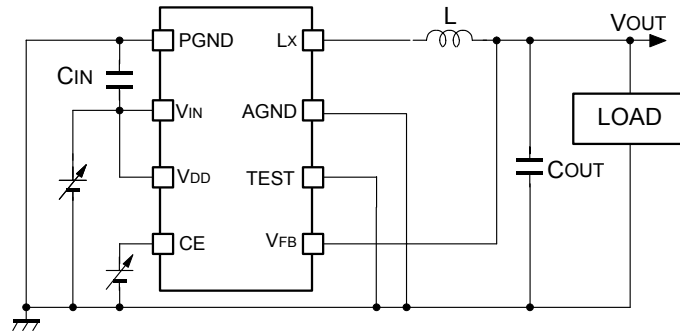 PGND
LX
L
VOUT
CIN
VIN
AGND
LOAD
VDD
TEST
COUT
CE
VFB